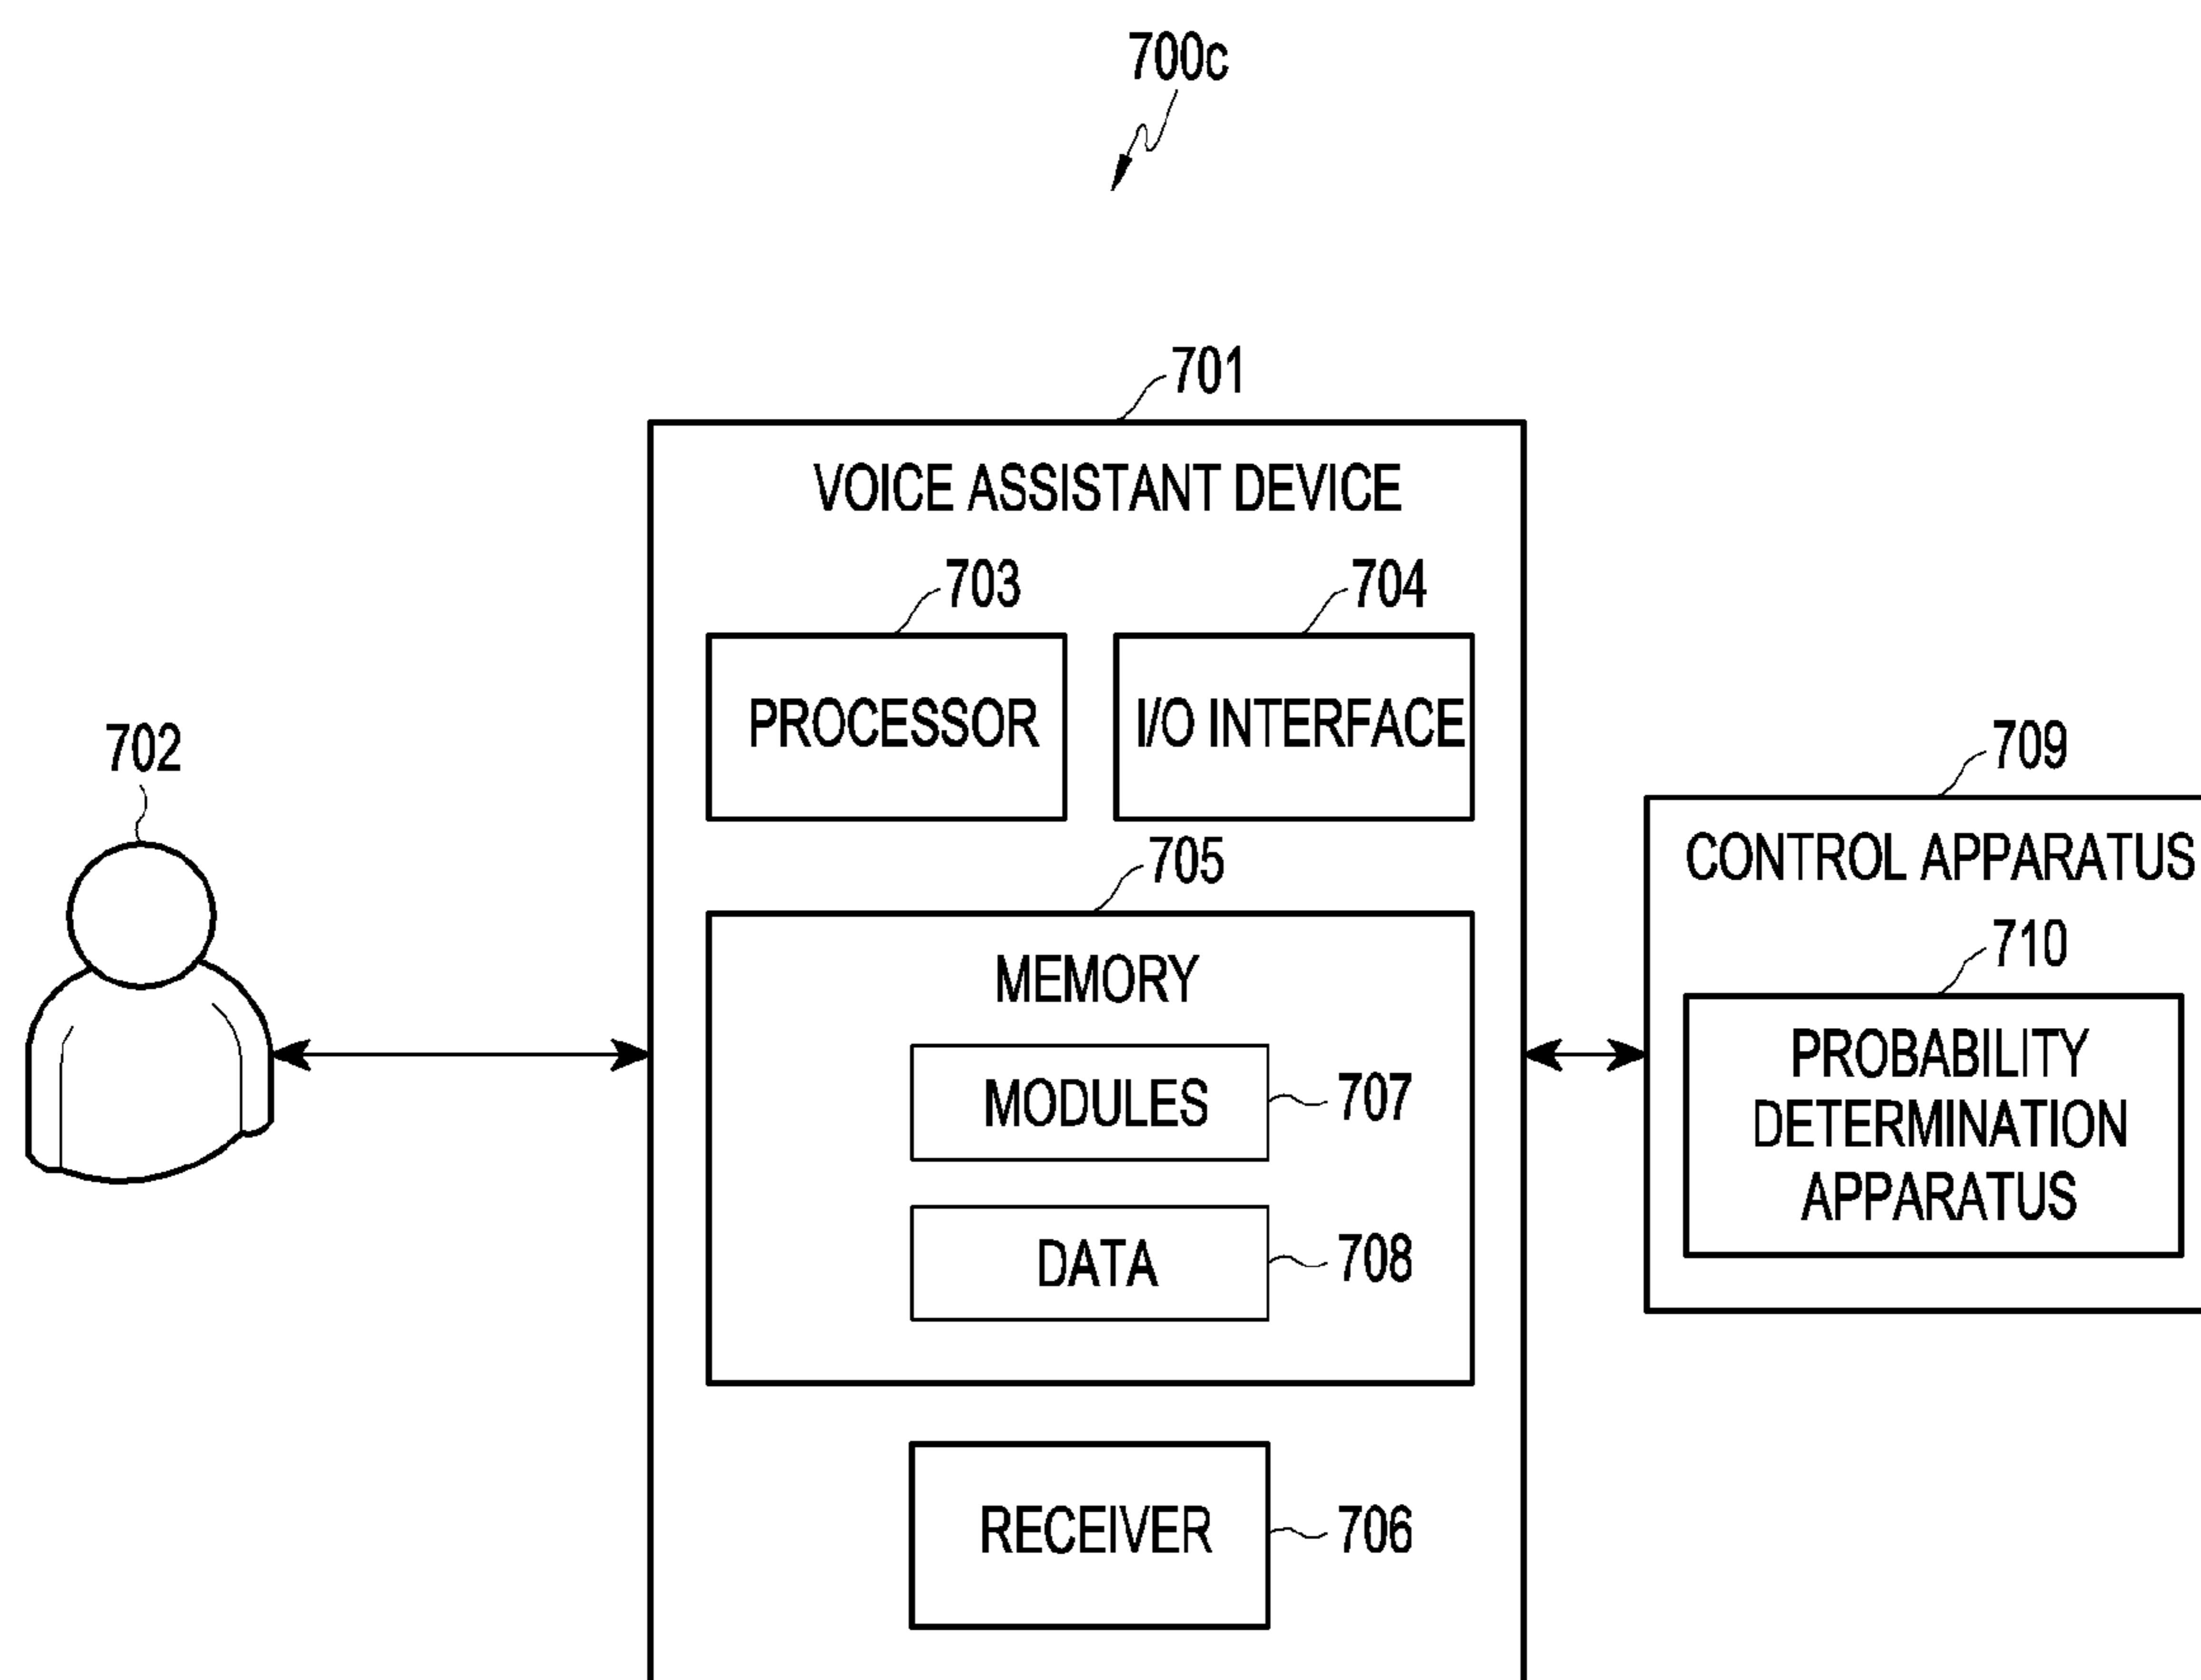 700c
701
VOICE ASSISTANT DEVICE
703
704
PROCESSOR
I/O INTERFACE
702
709
705
CONTROL APPARATUS
710
MEMORY
PROBABILITY
DETERMINATION
APPARATUS
MODULES
707
DATA
708
RECEIVER
706